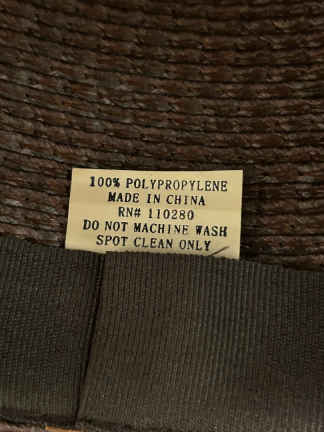 100% POLYPROPYLENE
MADE IN CHINA
RN# 110280
DO NOT MACHINE WASH
SPOT CLEAN ONLY